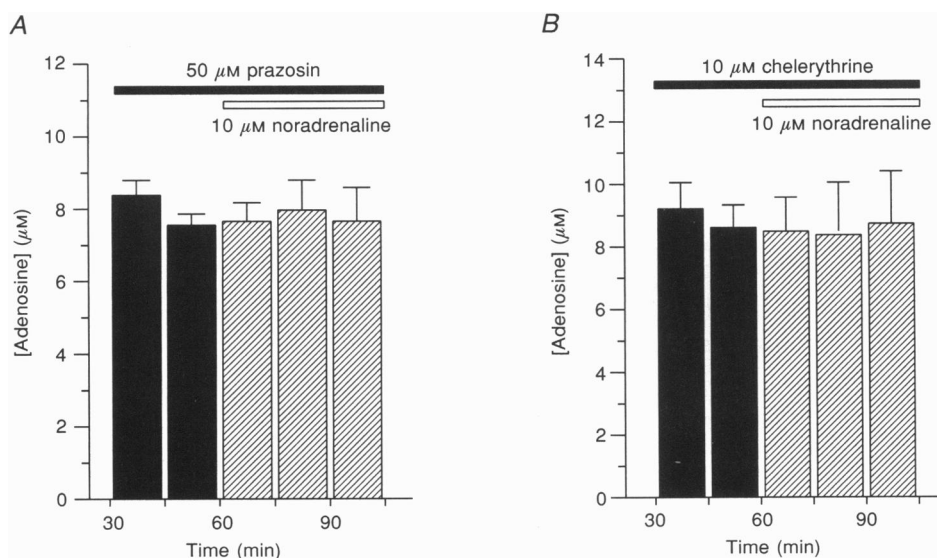 A
12
10
8
6
4
2
0
[Adenosine] (μM)
50 μM prazosin
10 μM noradrenaline
30
60
90
Time (min)
B
14
12
10
8
6
4
2
0
[Adenosine] (μM)
10 μM chelerythrine
10 μM noradrenaline
30
60
90
Time (min)